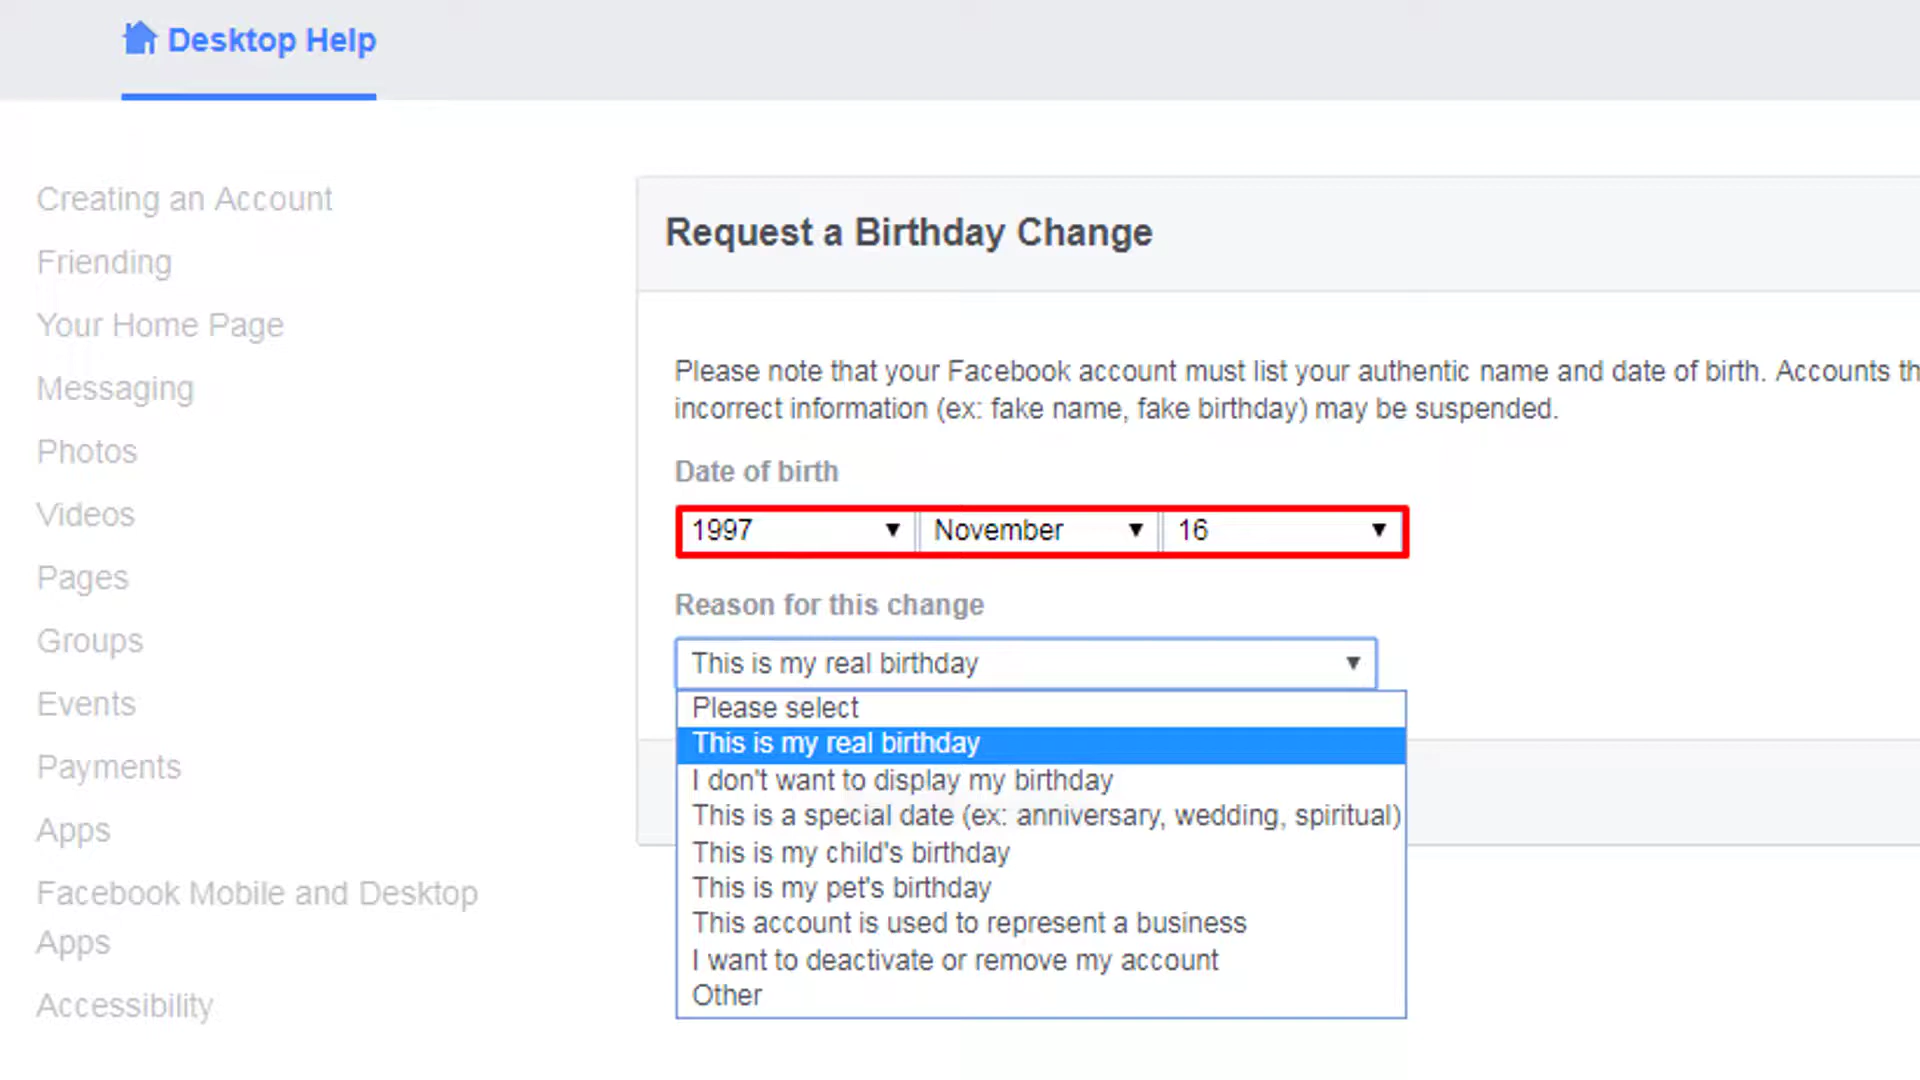 Desktop Help
Creating an Account
Friending
Your Home Page
Messaging
Photos
Videos
Pages
Groups
Events
Payments
Apps
Facebook Mobile and Desktop
Apps
Accessibility
Request a Birthday Change
Please note that your Facebook account must list your authentic name and date of birth. Accounts
incorrect information (ex: fake name, fake birthday) may be suspended.
Date of birth
1997 November 16
Reason for this change
This is my real birthday
Please select
This is my real birthday
I don't want to display my birthday
This is a special date (ex: anniversary, wedding, spiritual)
This is my child's birthday
This is my pet's birthday
This account is used to represent a business
I want to deactivate or remove my account
Other